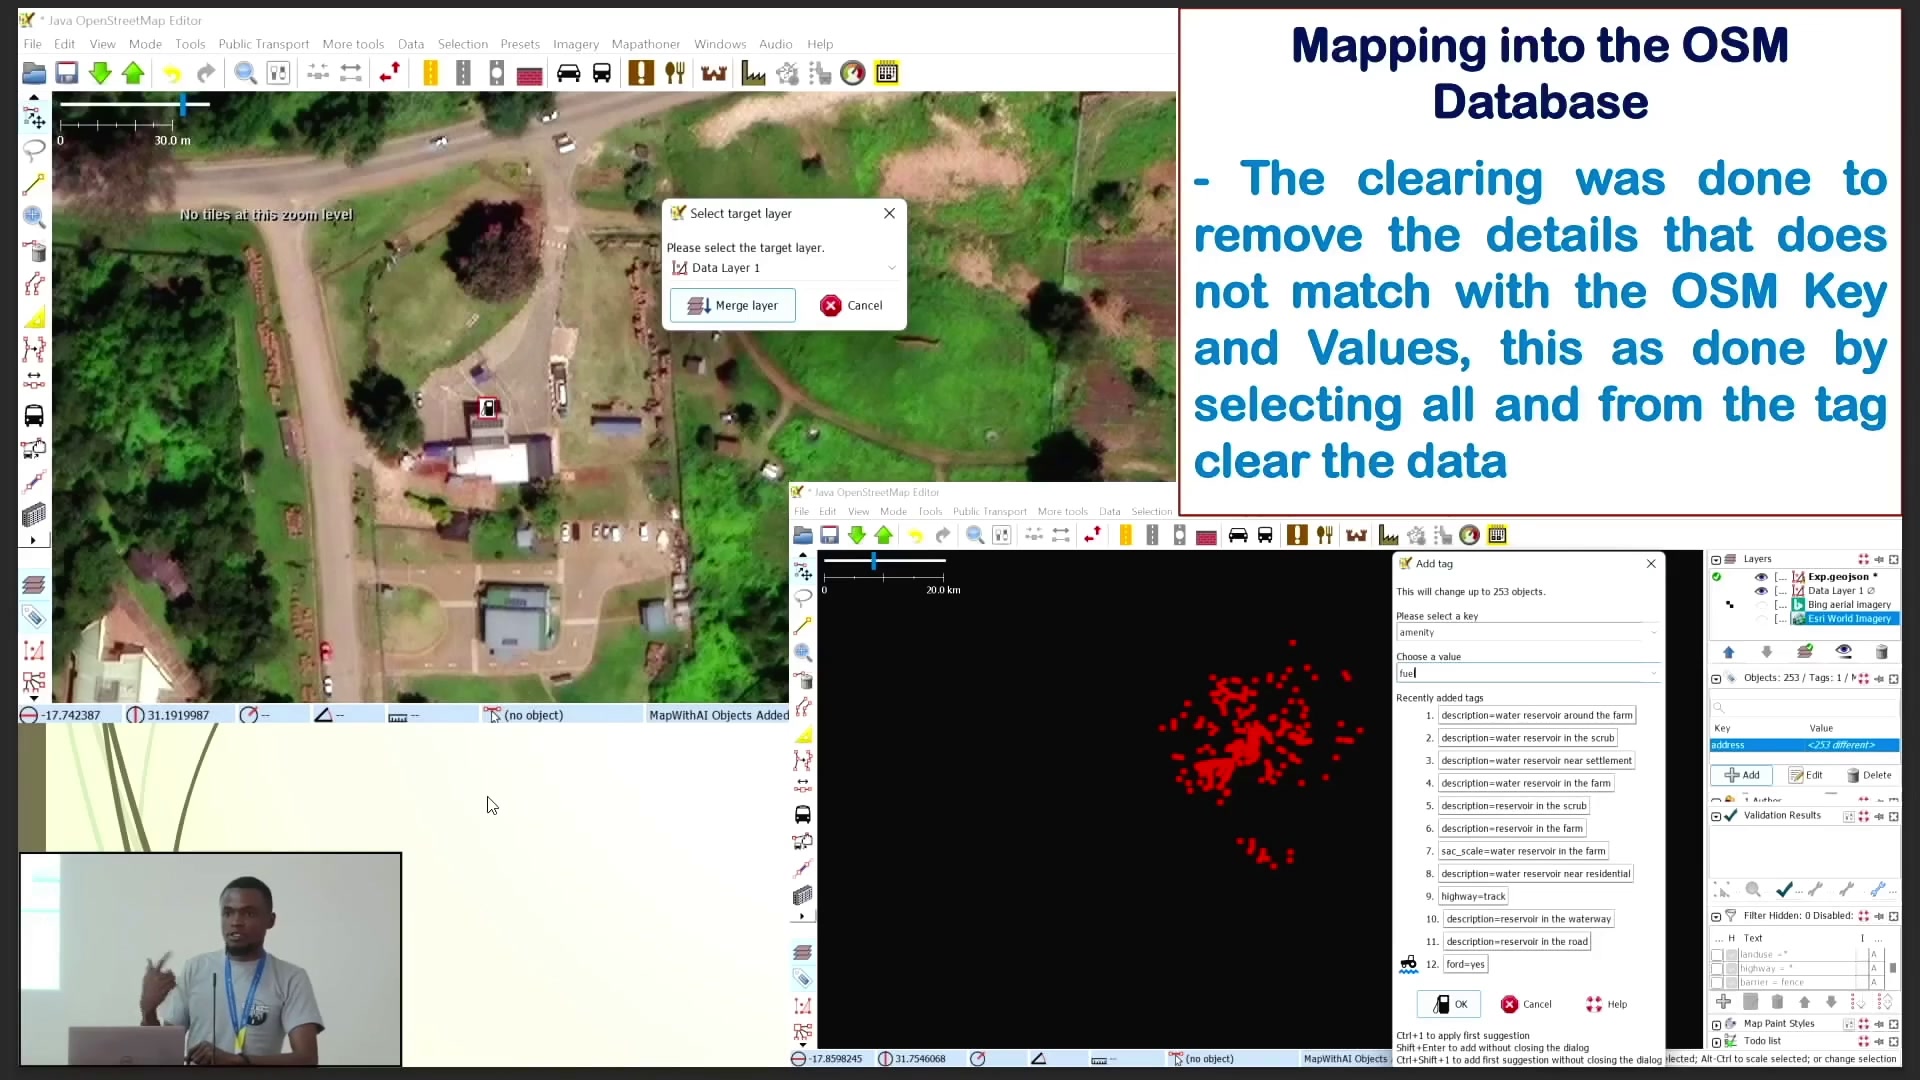 * Java OpenStreetMap Editor
File Edit View Mode Tools Public Transport More tools Data Selection Presets Imagery Mapathoner Windows Audio Help
0 30.0 m
No tiles at this zoom level
Select target layer
Please select the target layer.
Data Layer 1
Merge layer Cancel
-17.742387 31.1919987 -- -- -- (no object) MapWithAI Objects Added
Mapping into the OSM
Database
- The clearing was done to
remove the details that does
not match with the OSM Key
and Values, this as done by
selecting all and from the tag
clear the data
* Java OpenStreetMap Editor
File Edit View Mode Tools Public Transport More tools Data Selection
0 20.0 km
Add tag
This will change up to 253 objects.
Please select a key
amenity
Choose a value
fuel
Recently added tags
1. description=water reservoir around the farm
2. description=water reservoir in the scrub
3. description=water reservoir near settlement
4. description=water reservoir in the farm
5. description=reservoir in the scrub
6. description=reservoir in the farm
7. sac_scale=water reservoir in the farm
8. description=water reservoir near residential
9. highway=track
10. description=reservoir in the waterway
11. description=reservoir in the road
12. ford=yes
OK Cancel Help
Ctrl+1 to apply first suggestion
Shift+Enter to add without closing the dialog
Ctrl+Shift+1 to add first suggestion without closing the dialog
Layers
[... Exp.geojson *
[... Data Layer 1
[... Bing aerial imagery
[... Esri World Imagery
Objects: 253 / Tags: 1 /
Key Value
address <253 different>
Add Edit Delete
Validation Results
Filter Hidden: 0 Disabled:
... H Text I ...
landuse =* A
highway = * A
barrier = fence A
Map Paint Styles
Todo list
-17.8598245 31.7546068 -- (no object) MapWithAI Objects
lected; Alt-Ctrl to scale selected; or change selection